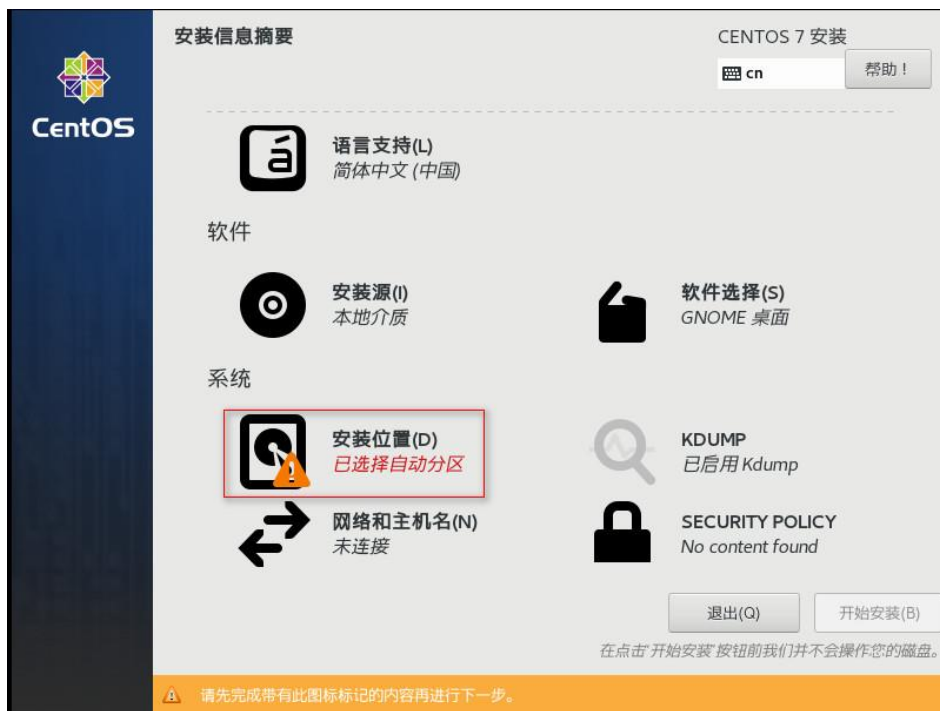 安装信息摘要
CENTOS 7 安装
cn
帮助！
CentOS
语言支持(L)
简体中文 (中国)
软件
安装源(I)
本地介质
软件选择(S)
GNOME 桌面
系统
安装位置(D)
已选择自动分区
KDUMP
已启用 Kdump
网络和主机名(N)
未连接
SECURITY POLICY
No content found
退出(Q)
开始安装(B)
在点击'开始安装'按钮前我们并不会操作您的磁盘。
请先完成带有此图标标记的内容再进行下一步。